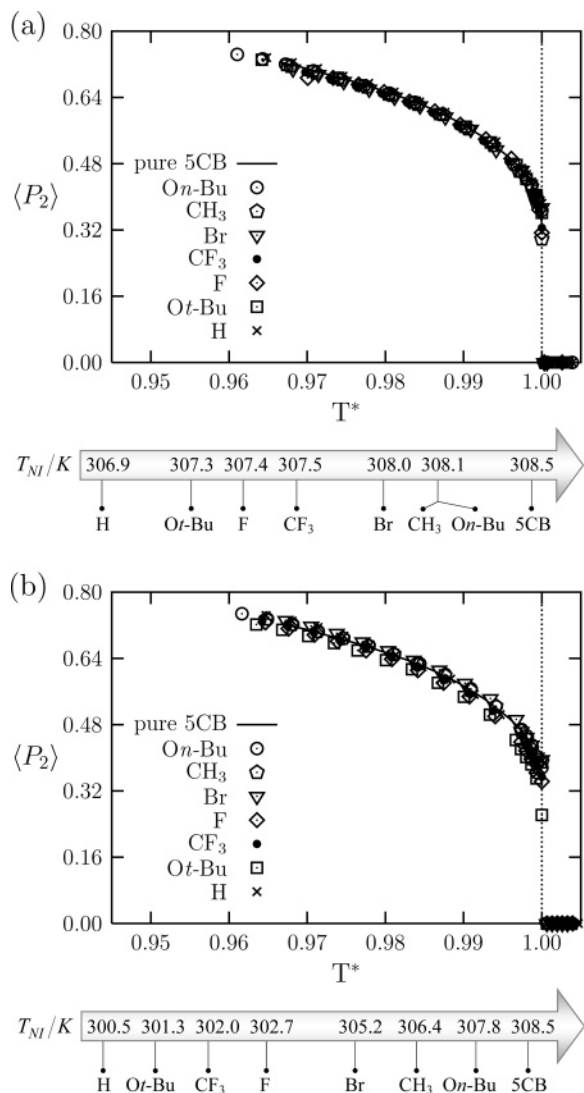 (a)
0.80
0.64
0.48
0.32
0.16
0.00
⟨P₂⟩
pure 5CB
On-Bu
CH₃
Br
CF₃
F
Ot-Bu
H
0.95 0.96 0.97 0.98 0.99 1.00
T*
T_NI/K 306.9 307.3 307.4 307.5 308.0 308.1 308.5
H Ot-Bu F CF₃ Br CH₃ On-Bu 5CB
(b)
0.80
0.64
0.48
0.32
0.16
0.00
⟨P₂⟩
pure 5CB
On-Bu
CH₃
Br
F
CF₃
Ot-Bu
H
0.95 0.96 0.97 0.98 0.99 1.00
T*
T_NI/K 300.5 301.3 302.0 302.7 305.2 306.4 307.8 308.5
H Ot-Bu CF₃ F Br CH₃ On-Bu 5CB